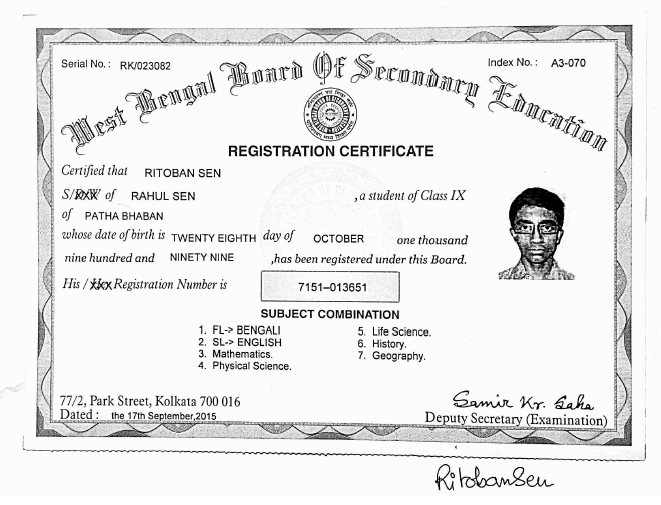 Serial No. : RK/023082
Index No. : A3-070
West Bengal Board Of Secondary Education
REGISTRATION CERTIFICATE
Certified that RITOBAN SEN
S/D/W of RAHUL SEN , a student of Class IX
of PATHA BHABAN
whose date of birth is TWENTY EIGHTH day of OCTOBER one thousand
nine hundred and NINETY NINE ,has been registered under this Board.
His / Her Registration Number is 7151–013651
SUBJECT COMBINATION
1. FL-> BENGALI
2. SL-> ENGLISH
3. Mathematics.
4. Physical Science.
5. Life Science.
6. History.
7. Geography.
77/2, Park Street, Kolkata 700 016
Dated : the 17th September,2015
Samir Kr. Saha
Deputy Secretary (Examination)
Ritoban Sen